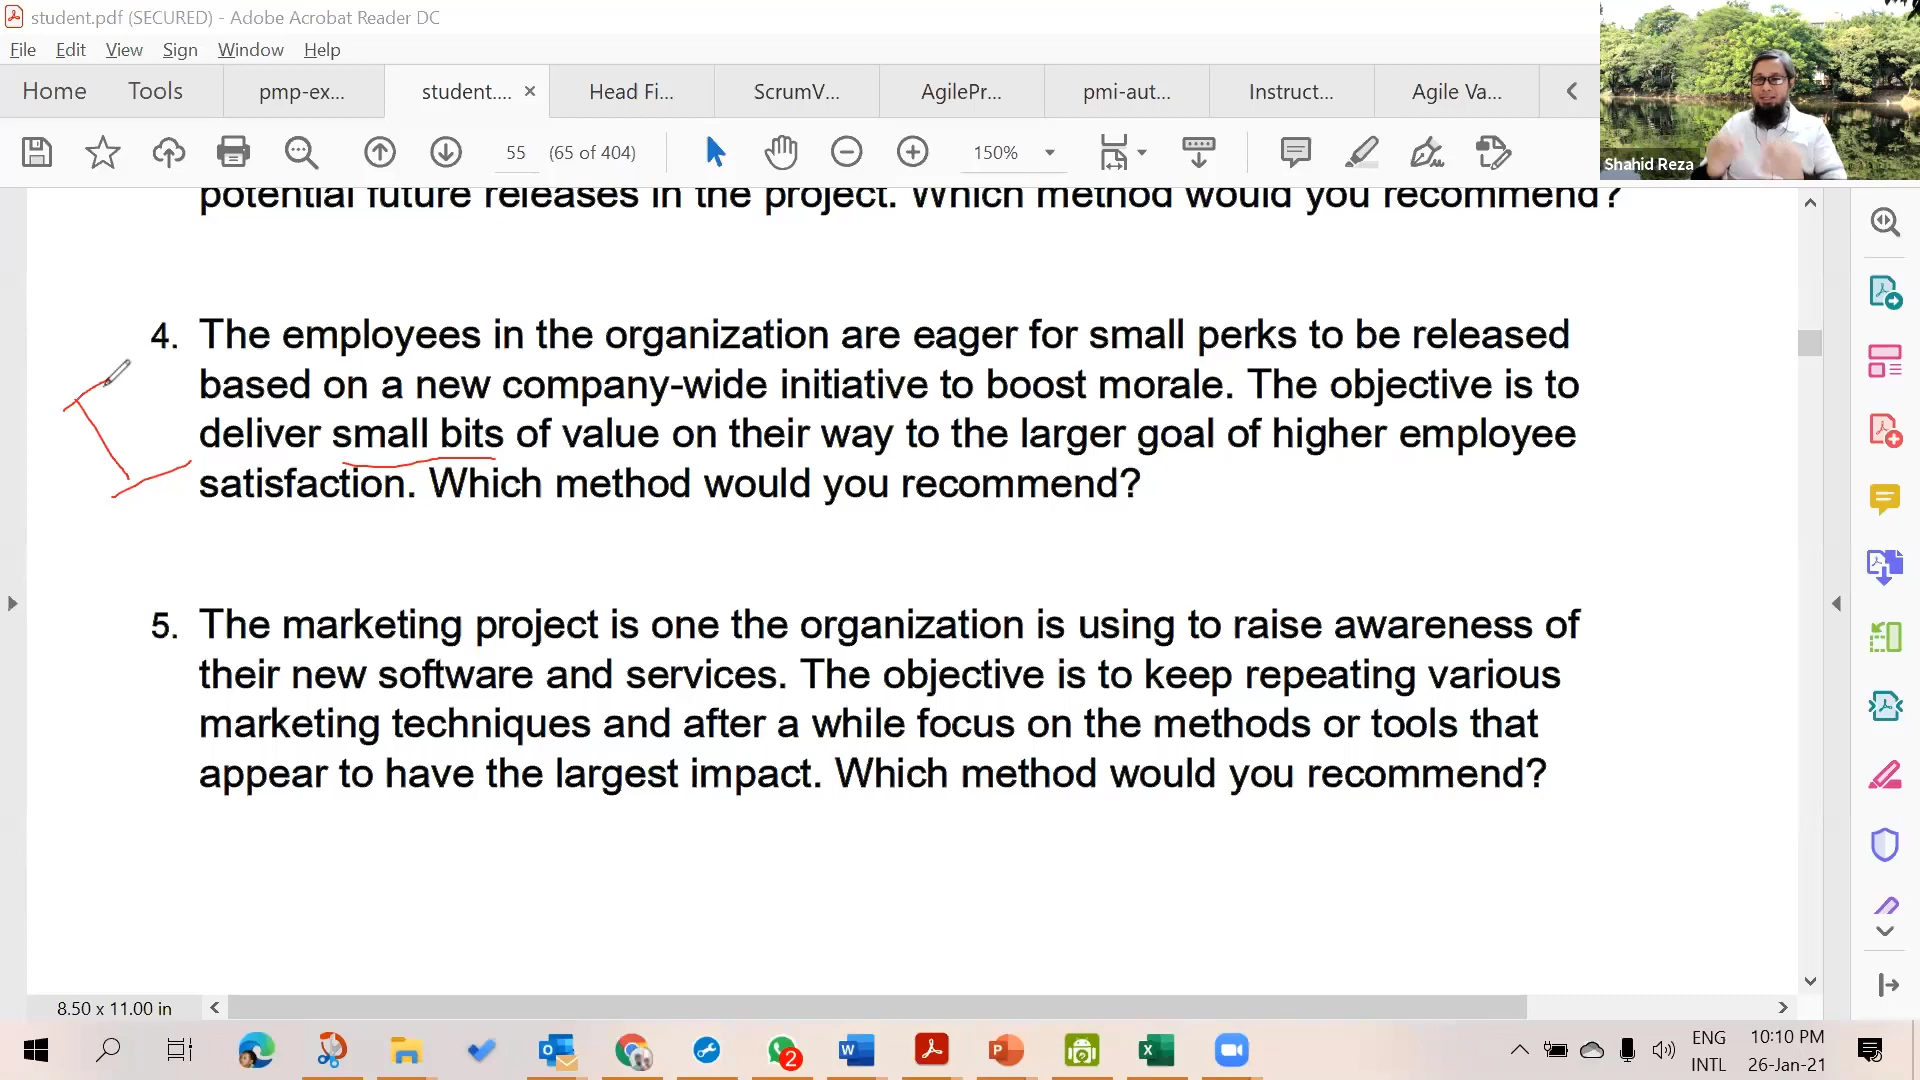 student.pdf (SECURED) - Adobe Acrobat Reader DC
File Edit View Sign Window Help
Home Tools pmp-ex... student.... Head Fi... ScrumV... AgilePr... pmi-aut... Instruct... Agile Va...
55 (65 of 404) 150%
Shahid Reza
potential future releases in the project. Which method would you recommend?
4. The employees in the organization are eager for small perks to be released
based on a new company-wide initiative to boost morale. The objective is to
deliver small bits of value on their way to the larger goal of higher employee
satisfaction. Which method would you recommend?
5. The marketing project is one the organization is using to raise awareness of
their new software and services. The objective is to keep repeating various
marketing techniques and after a while focus on the methods or tools that
appear to have the largest impact. Which method would you recommend?
8.50 x 11.00 in
2
ENG 10:10 PM
INTL 26-Jan-21